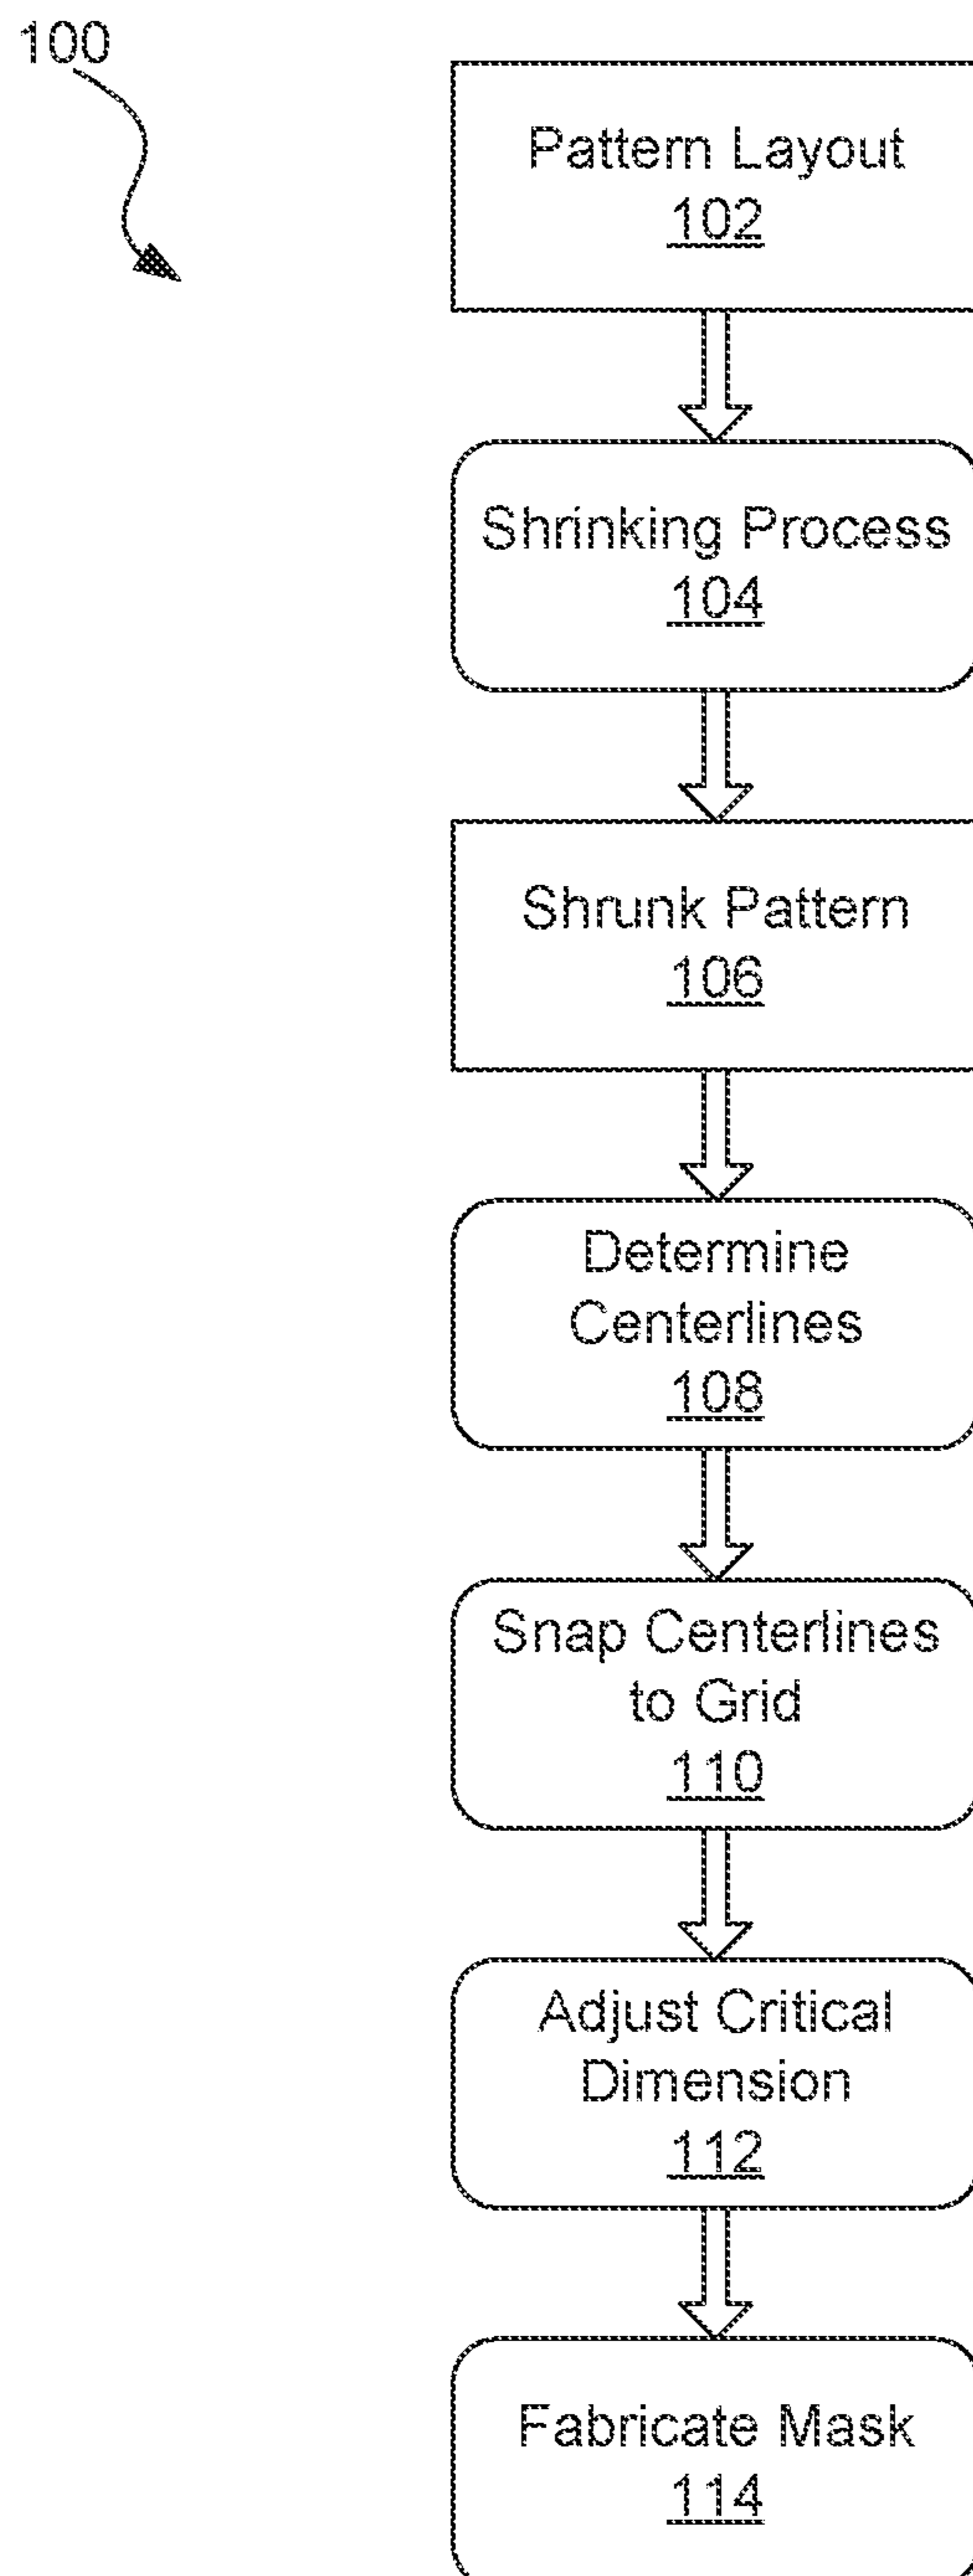 100
Pattern Layout
102
Shrinking Process
104
Shrunk Pattern
106
Determine
Centerlines
108
Snap Centerlines
to Grid
110
Adjust Critical
Dimension
112
Fabricate Mask
114